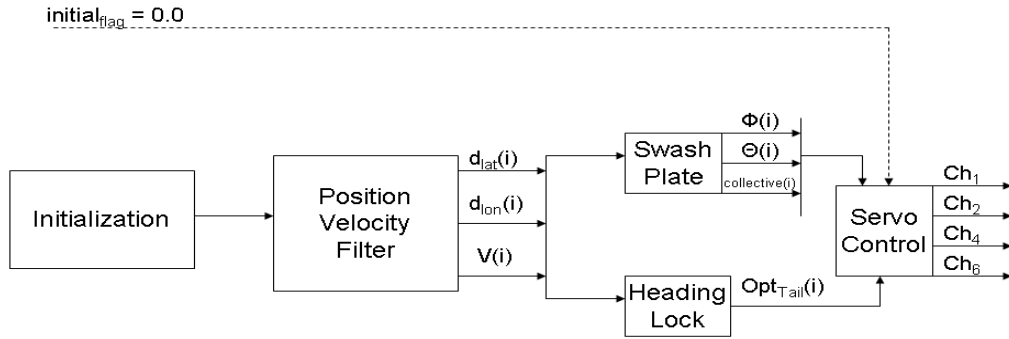 initial_flag = 0.0
Initialization
Position
Velocity
Filter
d_lat(i)
d_lon(i)
V(i)
Swash
Plate
Φ(i)
Θ(i)
collective(i)
Heading
Lock
Opt_Tail(i)
Servo
Control
Ch_1
Ch_2
Ch_4
Ch_6